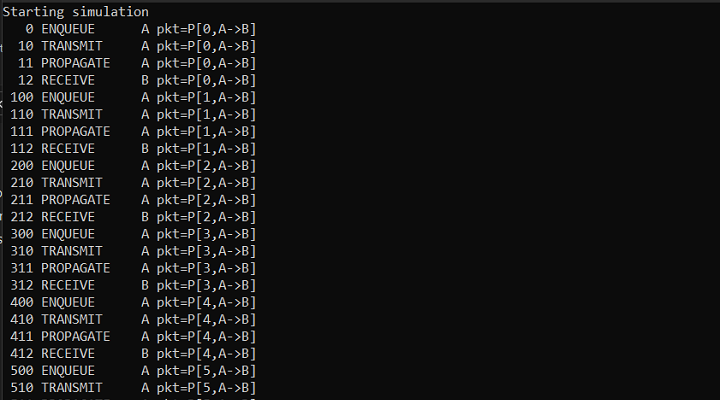 Starting simulation
0 ENQUEUE A pkt=P[0,A->B]
10 TRANSMIT A pkt=P[0,A->B]
11 PROPAGATE A pkt=P[0,A->B]
12 RECEIVE B pkt=P[0,A->B]
100 ENQUEUE A pkt=P[1,A->B]
110 TRANSMIT A pkt=P[1,A->B]
111 PROPAGATE A pkt=P[1,A->B]
112 RECEIVE B pkt=P[1,A->B]
200 ENQUEUE A pkt=P[2,A->B]
210 TRANSMIT A pkt=P[2,A->B]
211 PROPAGATE A pkt=P[2,A->B]
212 RECEIVE B pkt=P[2,A->B]
300 ENQUEUE A pkt=P[3,A->B]
310 TRANSMIT A pkt=P[3,A->B]
311 PROPAGATE A pkt=P[3,A->B]
312 RECEIVE B pkt=P[3,A->B]
400 ENQUEUE A pkt=P[4,A->B]
410 TRANSMIT A pkt=P[4,A->B]
411 PROPAGATE A pkt=P[4,A->B]
412 RECEIVE B pkt=P[4,A->B]
500 ENQUEUE A pkt=P[5,A->B]
510 TRANSMIT A pkt=P[5,A->B]